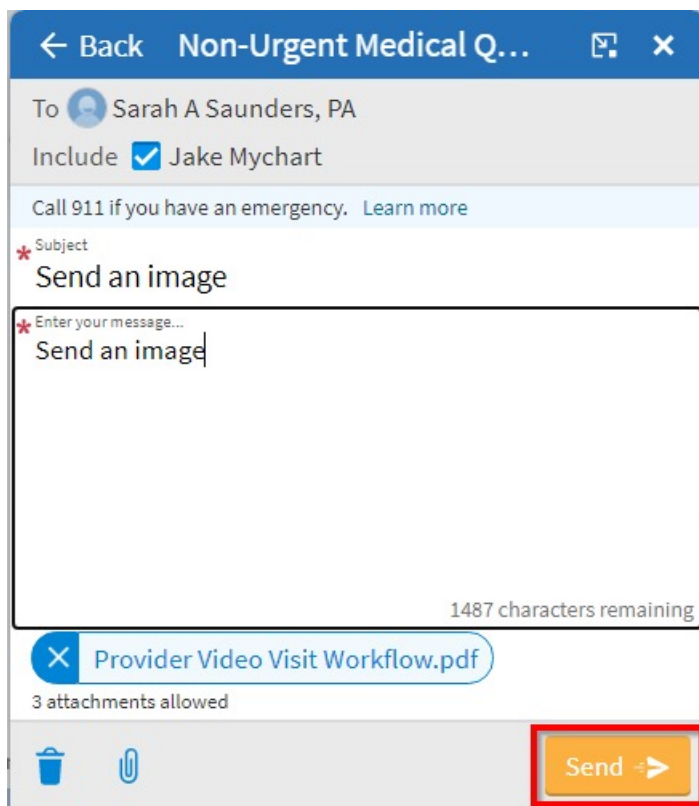 ← Back Non-Urgent Medical Q...
To Sarah A Saunders, PA
Include Jake Mychart
Call 911 if you have an emergency. Learn more
* Subject
Send an image
* Enter your message...
Send an image
1487 characters remaining
Provider Video Visit Workflow.pdf
3 attachments allowed
Send